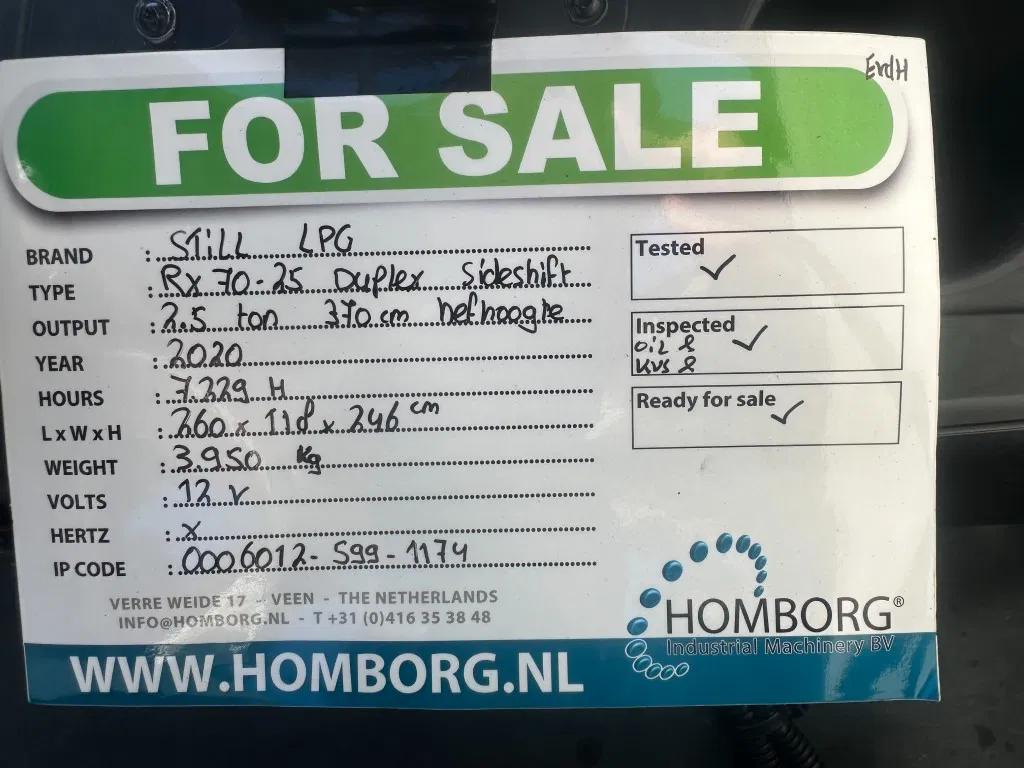 ErdH
FOR SALE
BRAND : STiLL LPG
TYPE : Rx 70-25 Duplex Sideshift
OUTPUT : 2.5 ton 370 cm hefhoogte
YEAR : 2020
HOURS : 7.229 H
L x W x H : 260 x 118 x 246 cm
WEIGHT : 3.950 kg
VOLTS : 12 v
HERTZ : x
IP CODE : 0006012-S99-1174
Tested ✓
Inspected ✓
OiL &
KVS &
Ready for sale ✓
VERRE WEIDE 17 - VEEN - THE NETHERLANDS
INFO@HOMBORG.NL - T +31 (0)416 35 38 48
HOMBORG®
Industrial Machinery BV
WWW.HOMBORG.NL